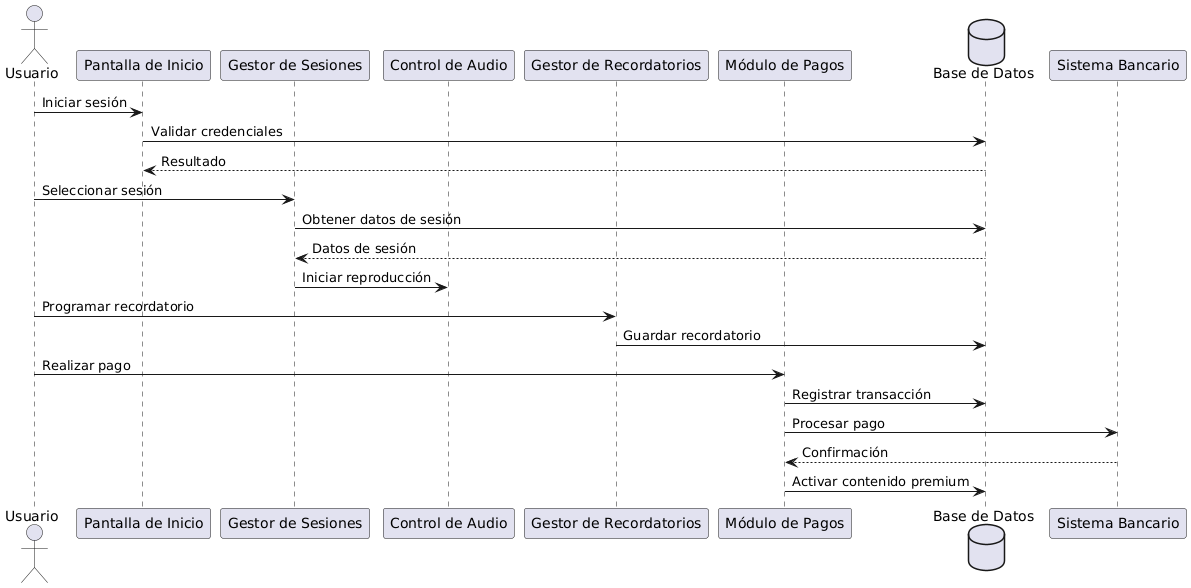 Usuario
Pantalla de Inicio
Gestor de Sesiones
Control de Audio
Gestor de Recordatorios
Módulo de Pagos
Base de Datos
Sistema Bancario
Iniciar sesión
Validar credenciales
Resultado
Seleccionar sesión
Obtener datos de sesión
Datos de sesión
Iniciar reproducción
Programar recordatorio
Guardar recordatorio
Realizar pago
Registrar transacción
Procesar pago
Confirmación
Activar contenido premium
Usuario
Pantalla de Inicio
Gestor de Sesiones
Control de Audio
Gestor de Recordatorios
Módulo de Pagos
Base de Datos
Sistema Bancario